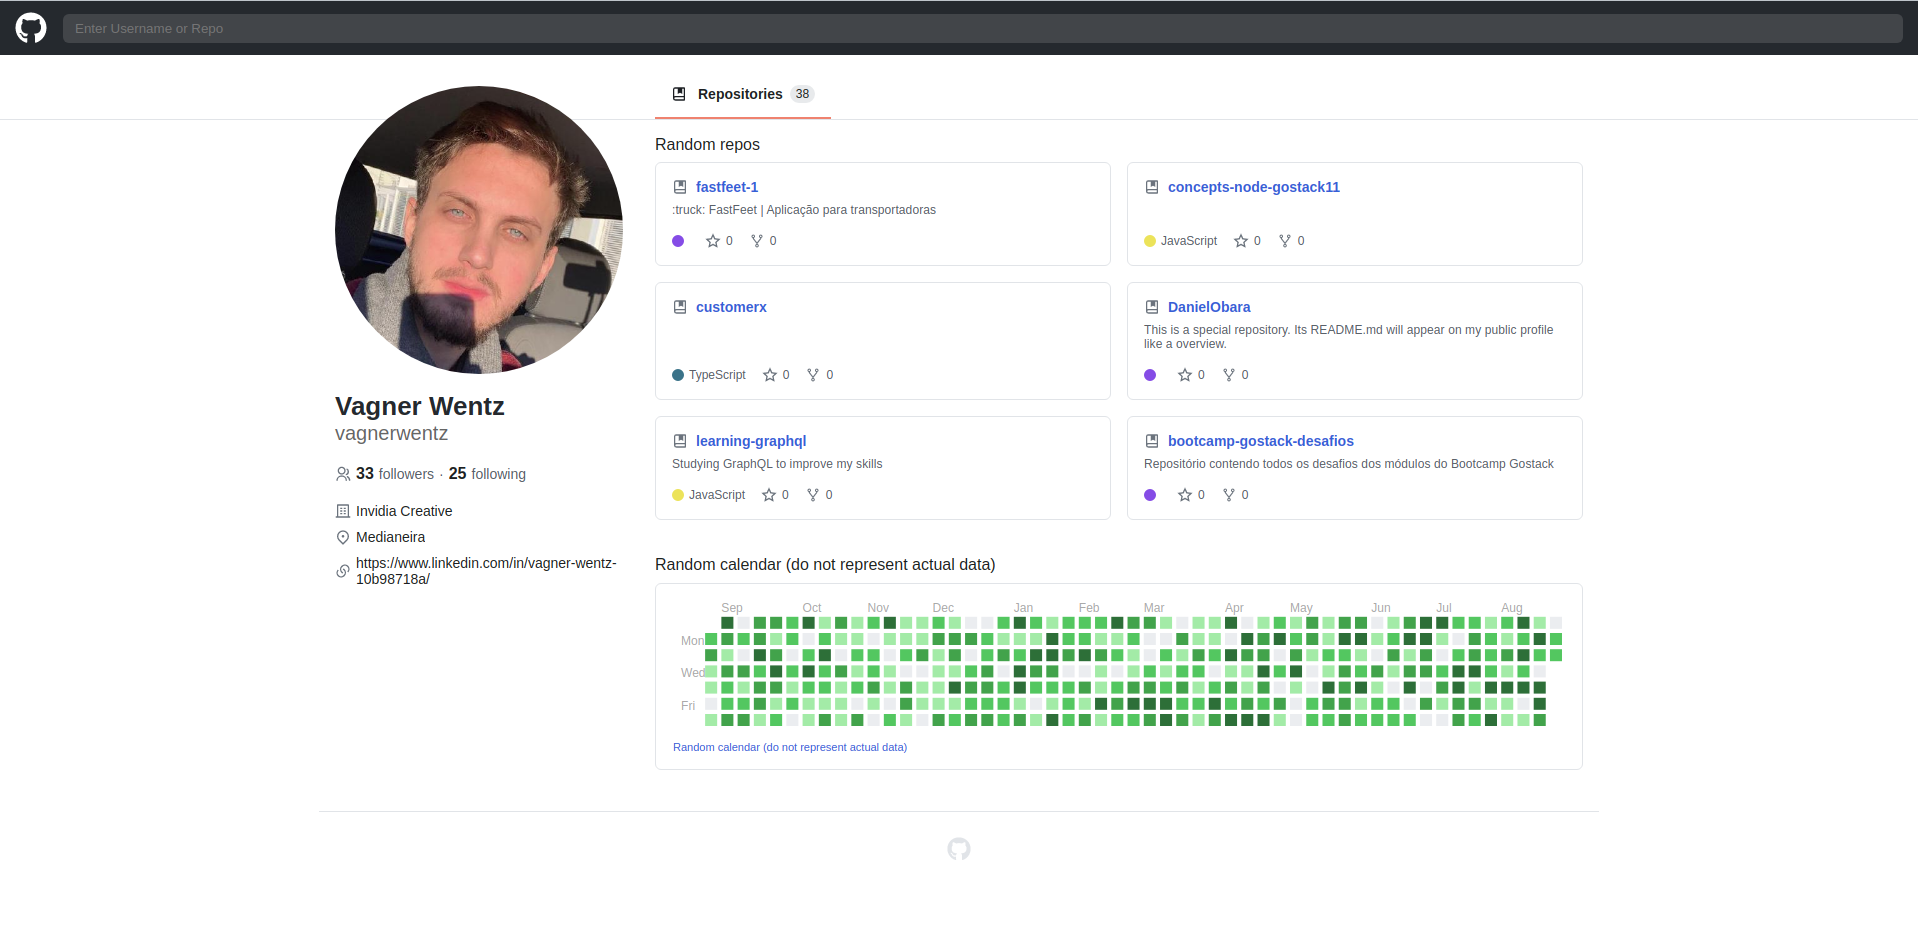 Enter Username or Repo
Repositories 38
Vagner Wentz
vagnerwentz
33 followers · 25 following
Invidia Creative
Medianeira
https://www.linkedin.com/in/vagner-wentz-
10b98718a/
Random repos
fastfeet-1
:truck: FastFeet | Aplicação para transportadoras
0 0
concepts-node-gostack11
JavaScript 0 0
customerx
TypeScript 0 0
DanielObara
This is a special repository. Its README.md will appear on my public profile
like a overview.
0 0
learning-graphql
Studying GraphQL to improve my skills
JavaScript 0 0
bootcamp-gostack-desafios
Repositório contendo todos os desafios dos módulos do Bootcamp Gostack
0 0
Random calendar (do not represent actual data)
Sep Oct Nov Dec Jan Feb Mar Apr May Jun Jul Aug
Mon
Wed
Fri
Random calendar (do not represent actual data)